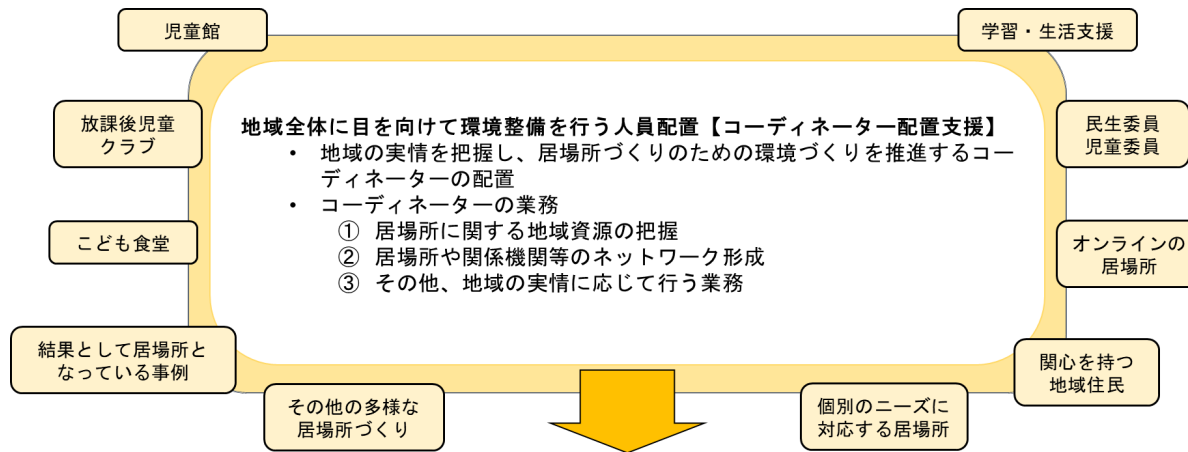 児童館
学習・生活支援
放課後児童
クラブ
民生委員
児童委員
地域全体に目を向けて環境整備を行う人員配置【コーディネーター配置支援】
• 地域の実情を把握し、居場所づくりのための環境づくりを推進するコー
ディネーターの配置
• コーディネーターの業務
① 居場所に関する地域資源の把握
② 居場所や関係機関等のネットワーク形成
③ その他、地域の実情に応じて行う業務
こども食堂
オンラインの
居場所
結果として居場所と
なっている事例
関心を持つ
地域住民
その他の多様な
居場所づくり
個別のニーズに
対応する居場所